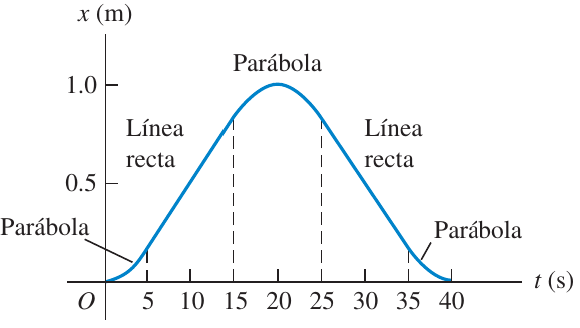 x (m)
Parábola
1.0
Línea
recta
Línea
recta
0.5
Parábola
Parábola
t (s)
O 5 10 15 20 25 30 35 40